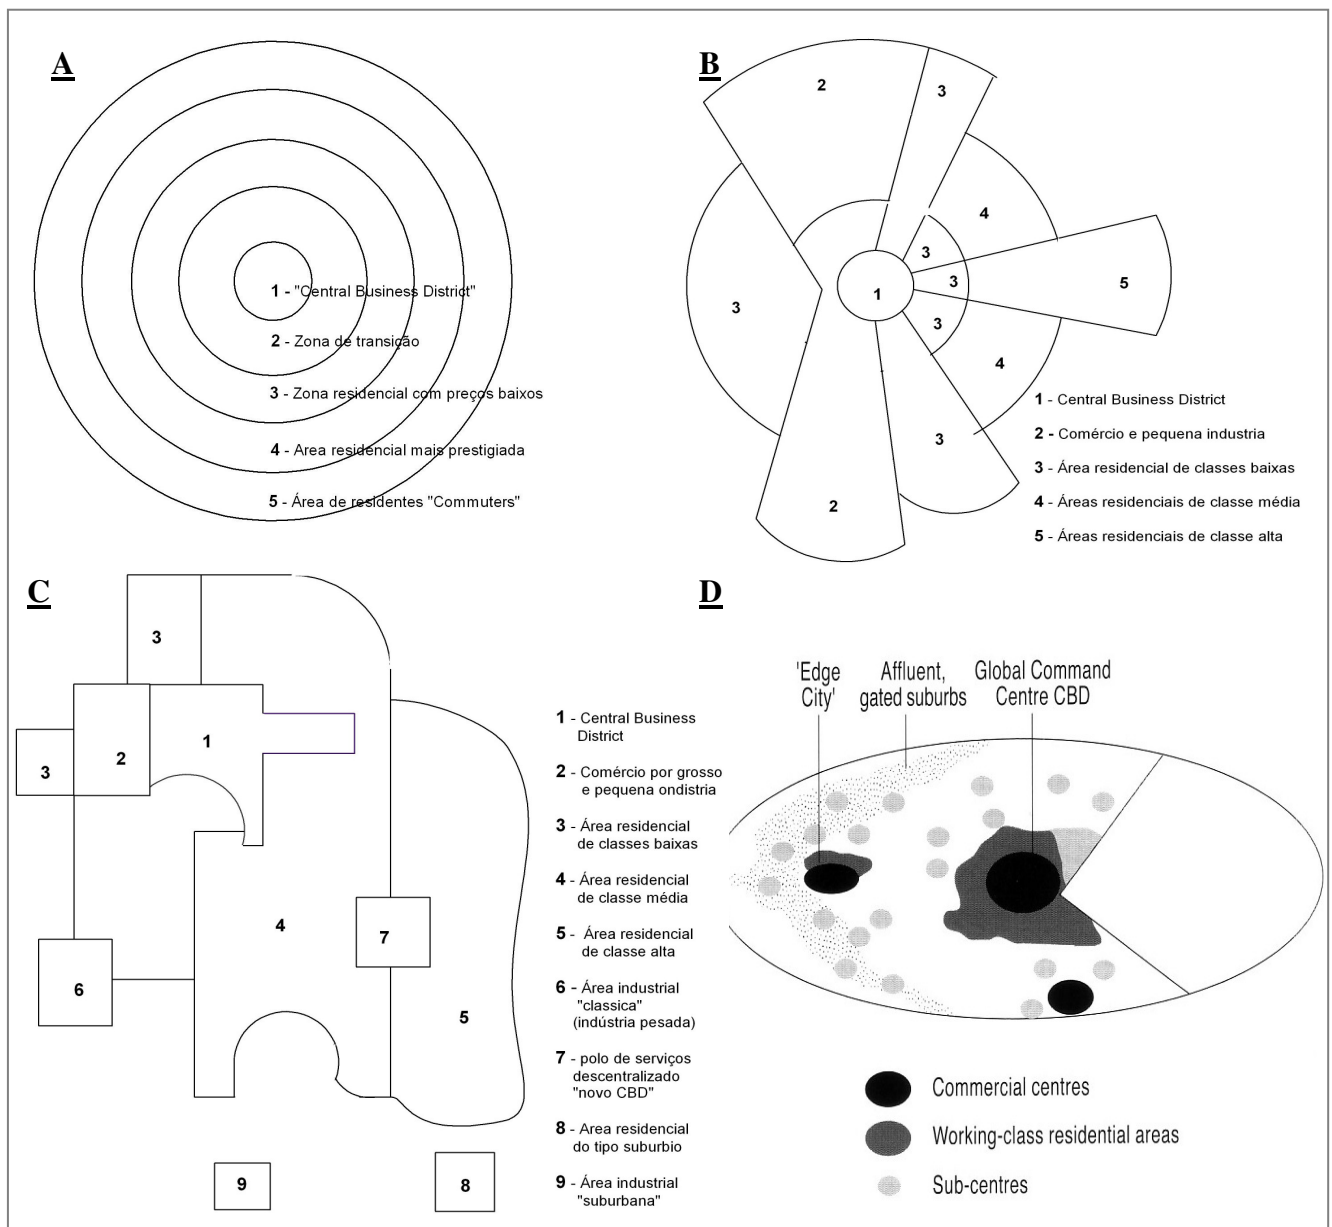 A
1 - "Central Business District"
2 - Zona de transição
3 - Zona residencial com preços baixos
4 - Area residencial mais prestigiada
5 - Área de residentes "Commuters"
B
2
3
4
3
3
5
1
3
3
4
3
2
1 - Central Business District
2 - Comércio e pequena industria
3 - Área residencial de classes baixas
4 - Áreas residenciais de classe média
5 - Áreas residenciais de classe alta
C
3
1
2
3
4
7
6
5
9
8
1 - Central Business
District
2 - Comércio por grosso
e pequena ondistria
3 - Área residencial
de classes baixas
4 - Área residencial
de classe média
5 - Área residencial
de classe alta
6 - Área industrial
"classica"
(indústria pesada)
7 - polo de serviços
descentralizado
"novo CBD"
8 - Area residencial
do tipo suburbio
9 - Área industrial
"suburbana"
D
'Edge
City'
Affluent,
gated suburbs
Global Command
Centre CBD
Commercial centres
Working-class residential areas
Sub-centres